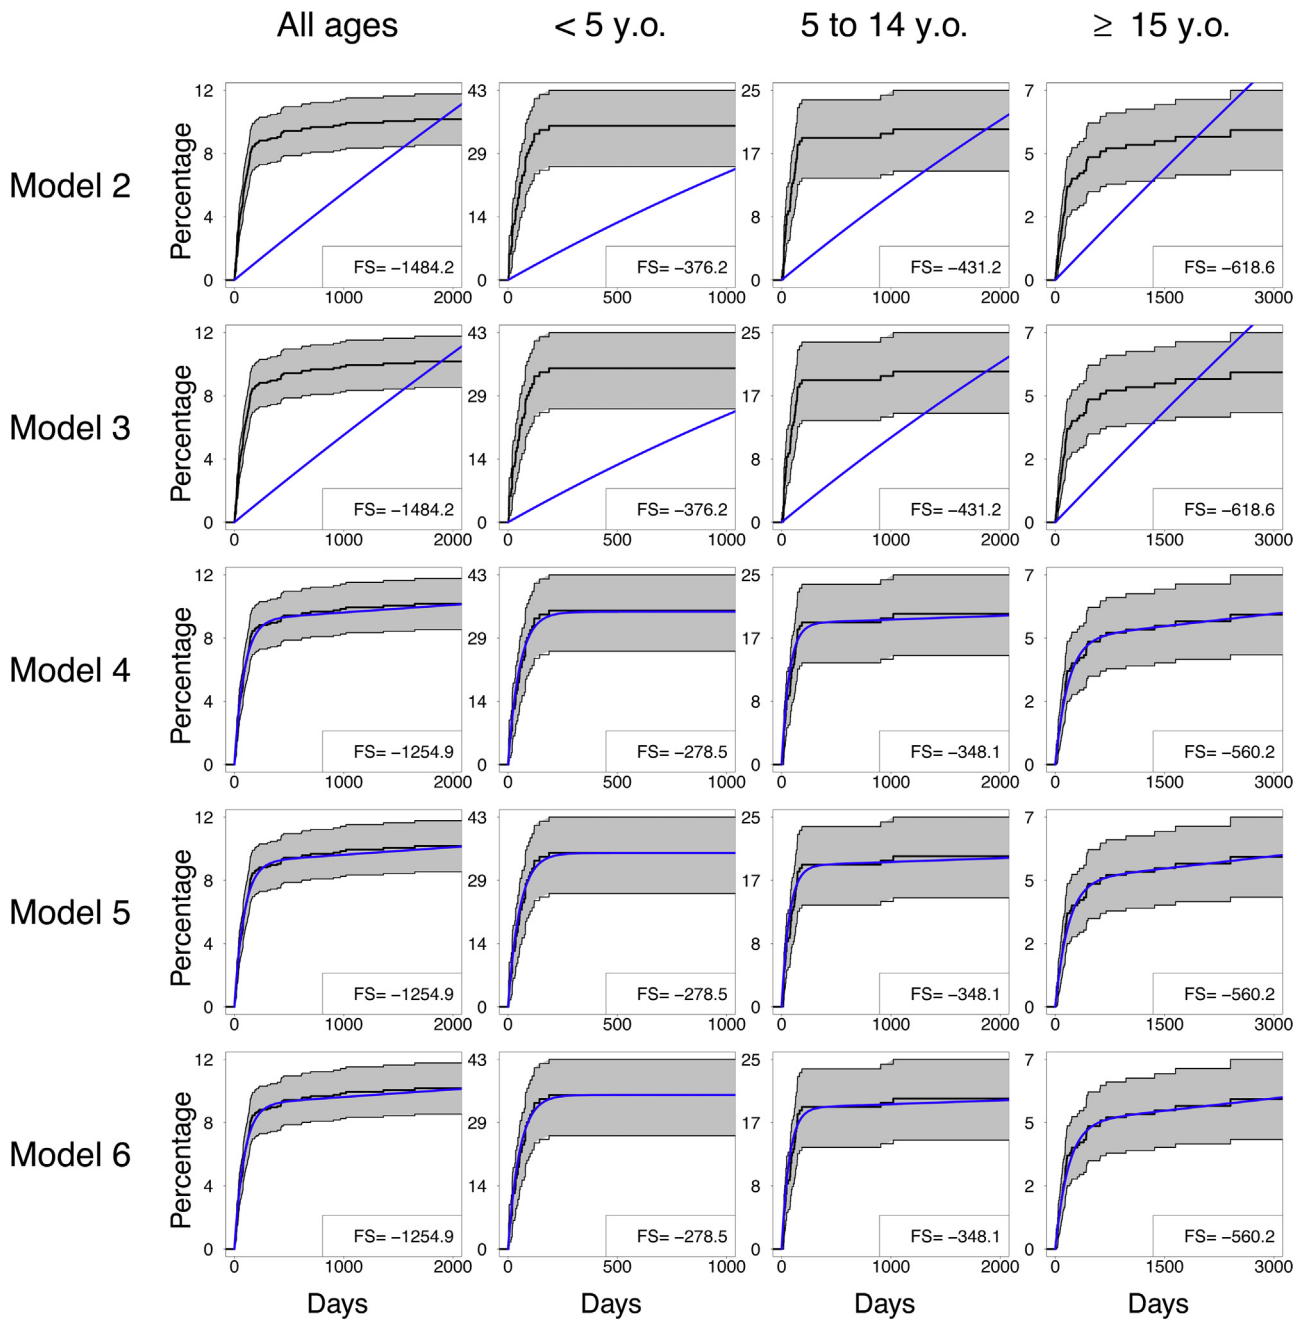 All ages < 5 y.o. 5 to 14 y.o. ≥ 15 y.o.
Model 2
Percentage
12 8 4 0
0 1000 2000
FS= −1484.2
43 29 14 0
0 500 1000
FS= −376.2
25 17 8 0
0 1000 2000
FS= −431.2
7 5 2 0
0 1500 3000
FS= −618.6
Model 3
Percentage
12 8 4 0
0 1000 2000
FS= −1484.2
43 29 14 0
0 500 1000
FS= −376.2
25 17 8 0
0 1000 2000
FS= −431.2
7 5 2 0
0 1500 3000
FS= −618.6
Model 4
Percentage
12 8 4 0
0 1000 2000
FS= −1254.9
43 29 14 0
0 500 1000
FS= −278.5
25 17 8 0
0 1000 2000
FS= −348.1
7 5 2 0
0 1500 3000
FS= −560.2
Model 5
Percentage
12 8 4 0
0 1000 2000
FS= −1254.9
43 29 14 0
0 500 1000
FS= −278.5
25 17 8 0
0 1000 2000
FS= −348.1
7 5 2 0
0 1500 3000
FS= −560.2
Model 6
Percentage
12 8 4 0
0 1000 2000
FS= −1254.9
43 29 14 0
0 500 1000
FS= −278.5
25 17 8 0
0 1000 2000
FS= −348.1
7 5 2 0
0 1500 3000
FS= −560.2
Days Days Days Days